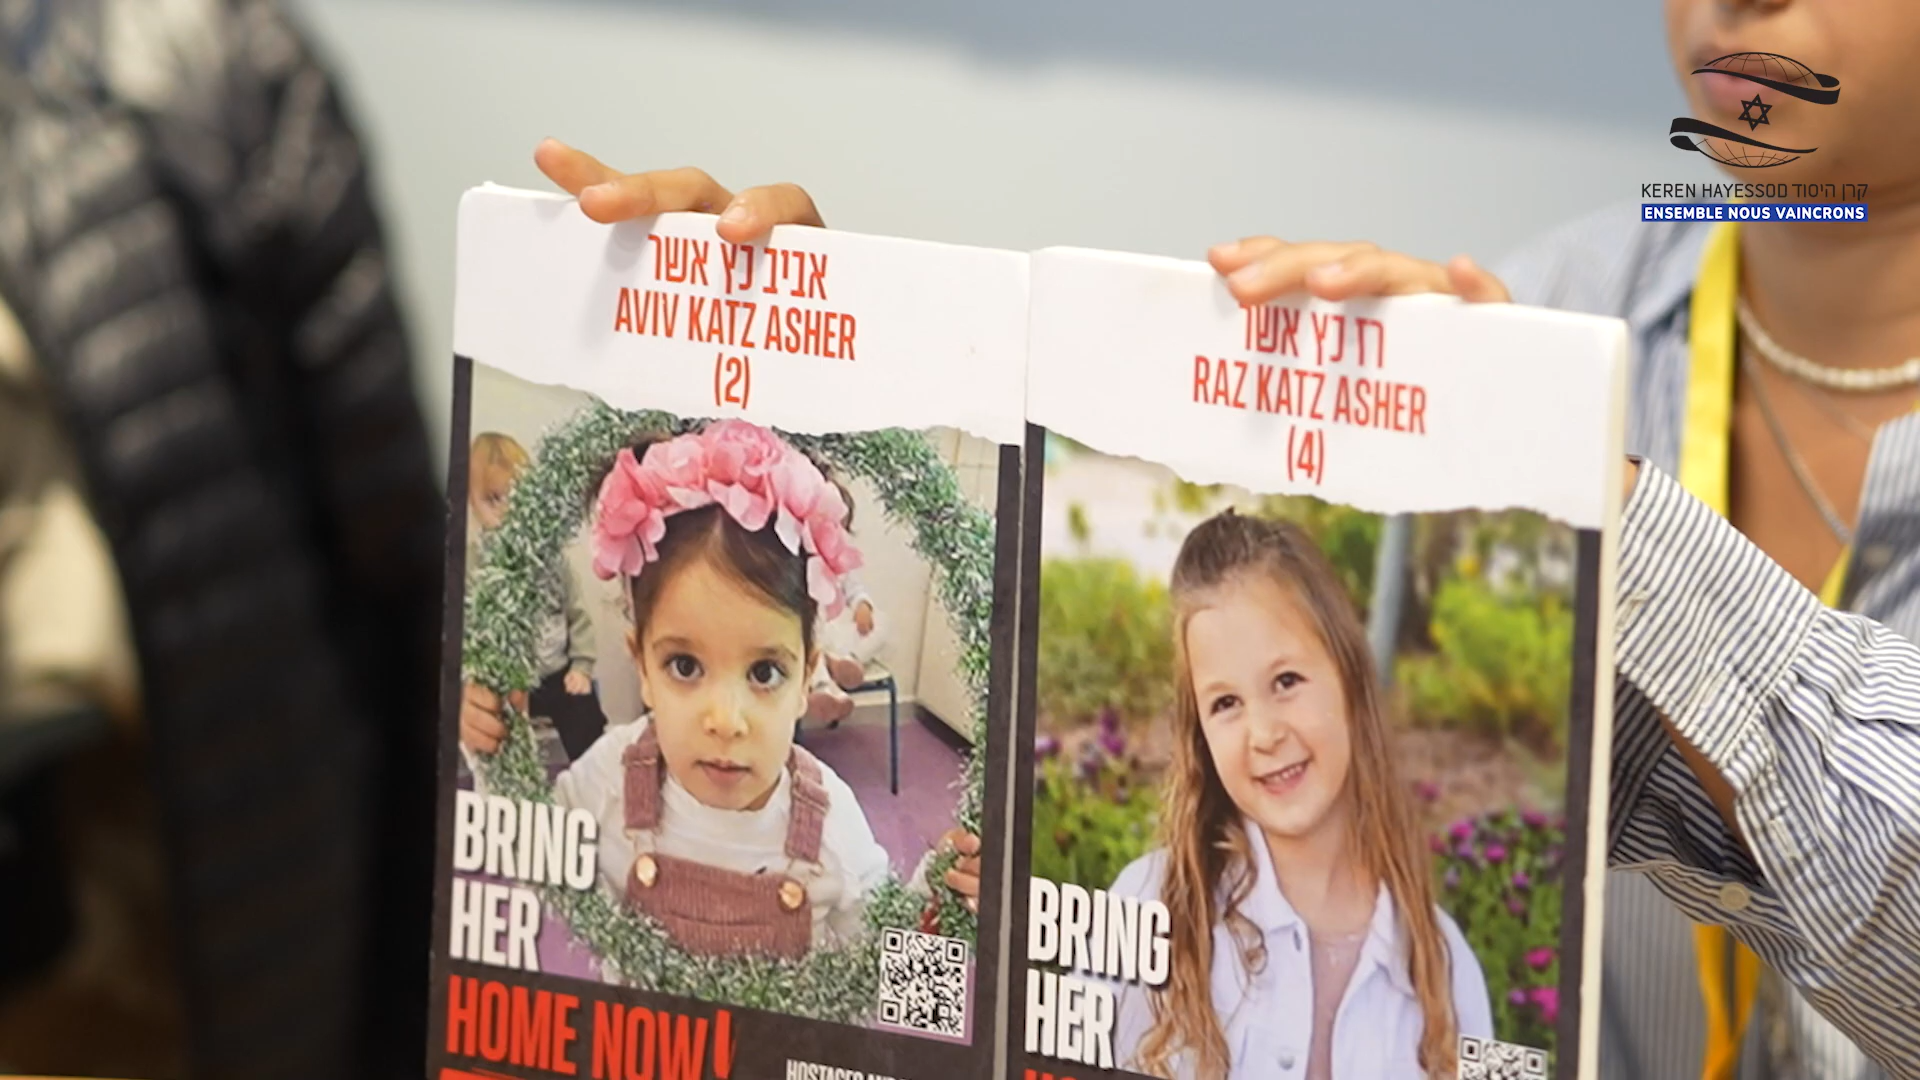 אביב כץ אשר
AVIV KATZ ASHER
(2)
BRING
HER
HOME NOW!
רז כץ אשר
RAZ KATZ ASHER
(4)
BRING
HER
KEREN HAYESSOD קרן היסוד
ENSEMBLE NOUS VAINCRONS